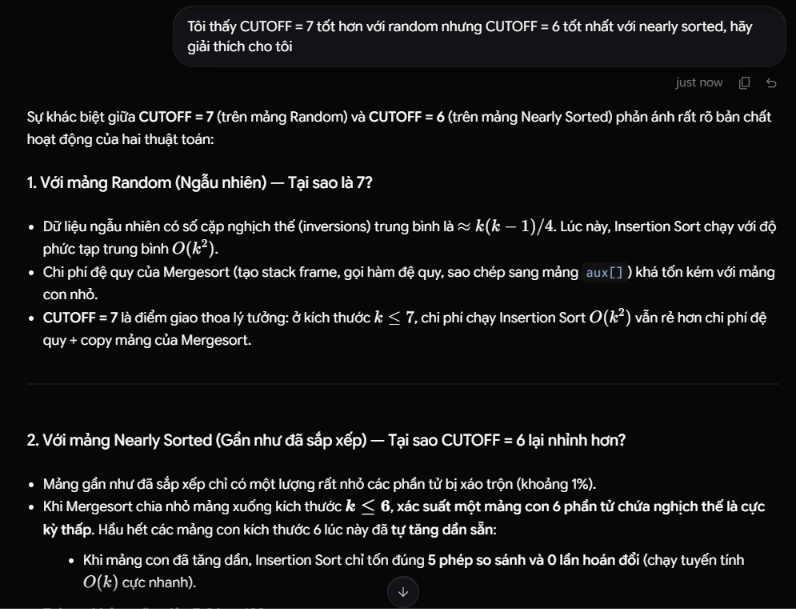 Tôi thấy CUTOFF = 7 tốt hơn với random nhưng CUTOFF = 6 tốt nhất với nearly sorted, hãy
giải thích cho tôi
just now
Sự khác biệt giữa CUTOFF = 7 (trên mảng Random) và CUTOFF = 6 (trên mảng Nearly Sorted) phản ánh rất rõ bản chất
hoạt động của hai thuật toán:
1. Với mảng Random (Ngẫu nhiên) — Tại sao là 7?
• Dữ liệu ngẫu nhiên có số cặp nghịch thế (inversions) trung bình là ≈ k(k − 1)/4. Lúc này, Insertion Sort chạy với độ
phức tạp trung bình O(k²).
• Chi phí đệ quy của Mergesort (tạo stack frame, gọi hàm đệ quy, sao chép sang mảng aux[] ) khá tốn kém với mảng
con nhỏ.
• CUTOFF = 7 là điểm giao thoa lý tưởng: ở kích thước k ≤ 7, chi phí chạy Insertion Sort O(k²) vẫn rẻ hơn chi phí đệ
quy + copy mảng của Mergesort.
2. Với mảng Nearly Sorted (Gần như đã sắp xếp) — Tại sao CUTOFF = 6 lại nhỉnh hơn?
• Mảng gần như đã sắp xếp chỉ có một lượng rất nhỏ các phần tử bị xáo trộn (khoảng 1%).
• Khi Mergesort chia nhỏ mảng xuống kích thước k ≤ 6, xác suất một mảng con 6 phần tử chứa nghịch thế là cực
kỳ thấp. Hầu hết các mảng con kích thước 6 lúc này đã tự tăng dần sẵn:
• Khi mảng con đã tăng dần, Insertion Sort chỉ tốn đúng 5 phép so sánh và 0 lần hoán đổi (chạy tuyến tính
O(k) cực nhanh).